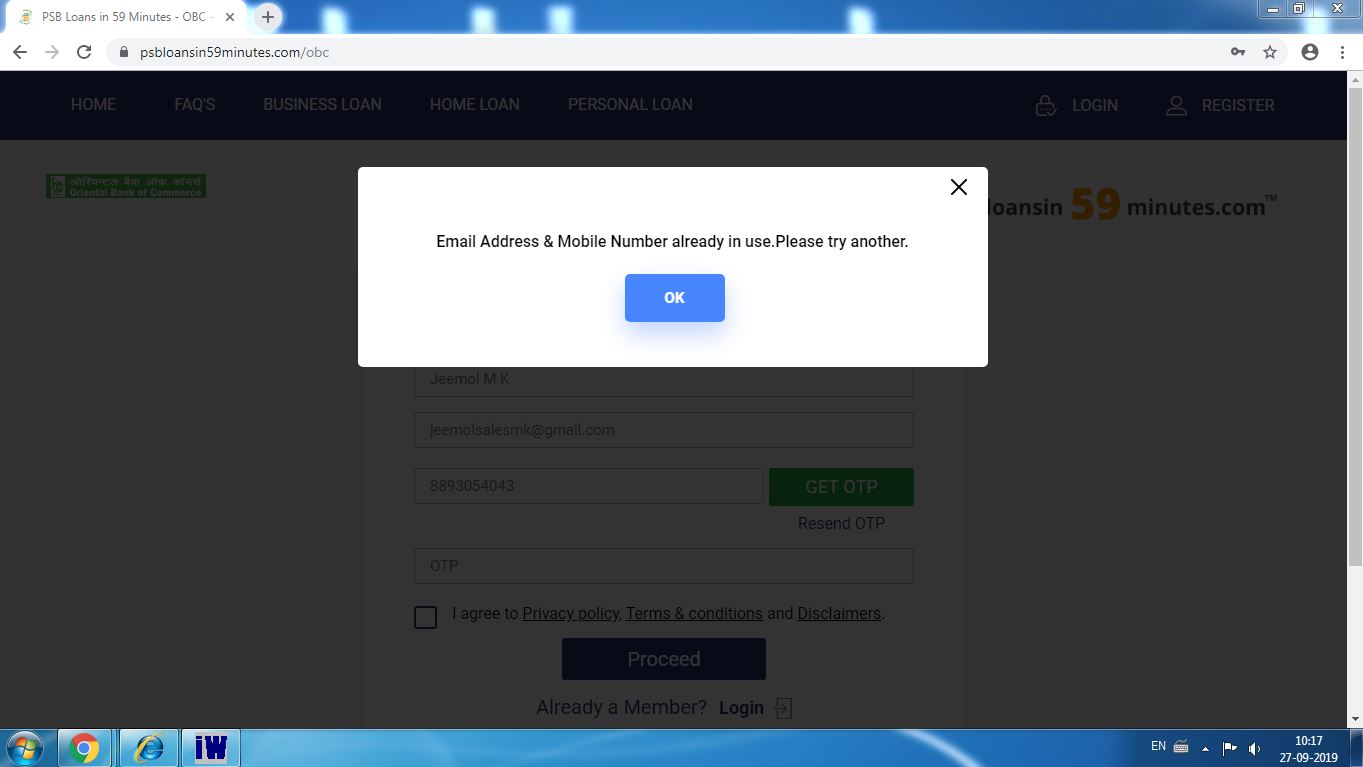 PSB Loans in 59 Minutes - OBC -
psbloansin59minutes.com/obc
HOME FAQ'S BUSINESS LOAN HOME LOAN PERSONAL LOAN LOGIN REGISTER
ओरियन्टल बैंक ऑफ़ कॉमर्स
Oriental Bank of Commerce
loansin 59 minutes.com™
Email Address & Mobile Number already in use.Please try another.
OK
Jeemol M K
jeemolsalesmk@gmail.com
8893054043 GET OTP
Resend OTP
OTP
I agree to Privacy policy, Terms & conditions and Disclaimers.
Proceed
Already a Member? Login
iW EN 10:17
27-09-2019